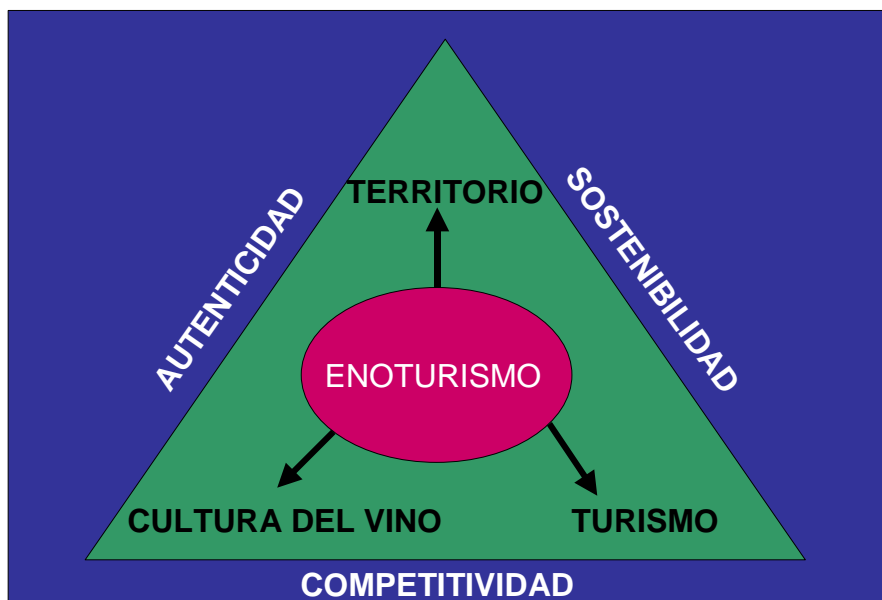 TERRITORIO
AUTENTICIDAD
SOSTENIBILIDAD
ENOTURISMO
CULTURA DEL VINO
TURISMO
COMPETITIVIDAD